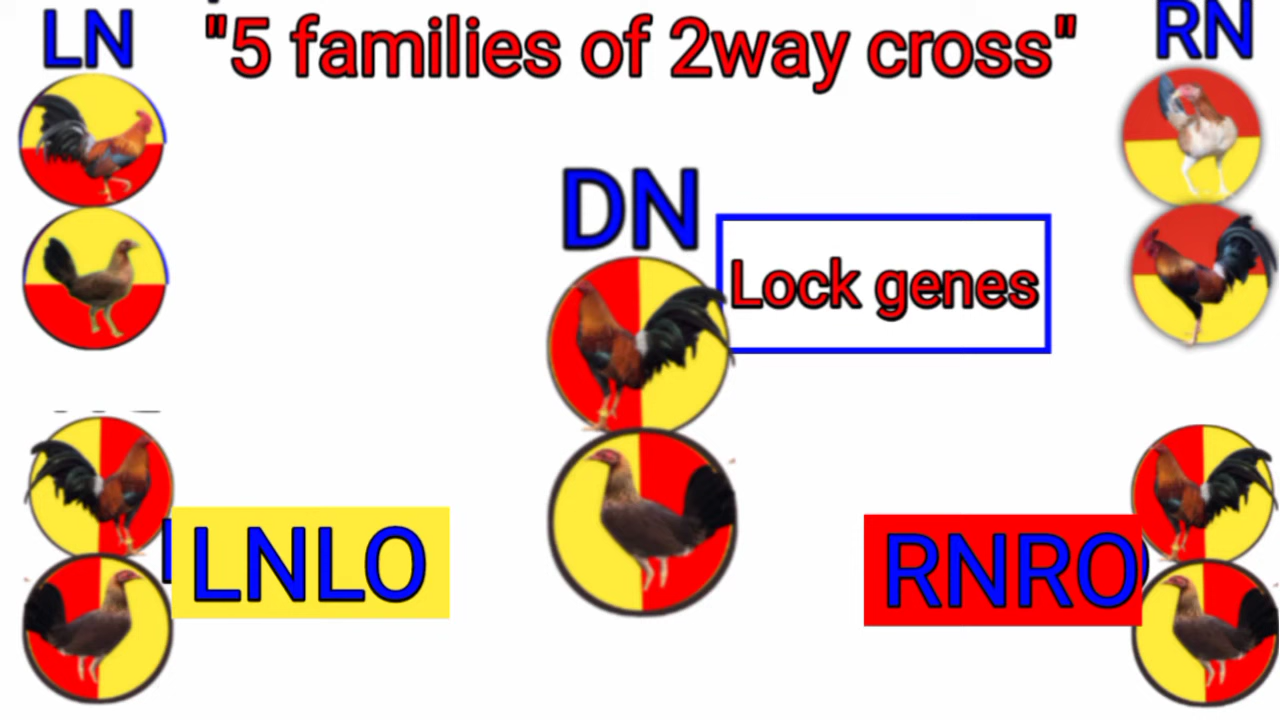 LN
"5 families of 2way cross"
RN
DN
Lock genes
LNLO
RNRO